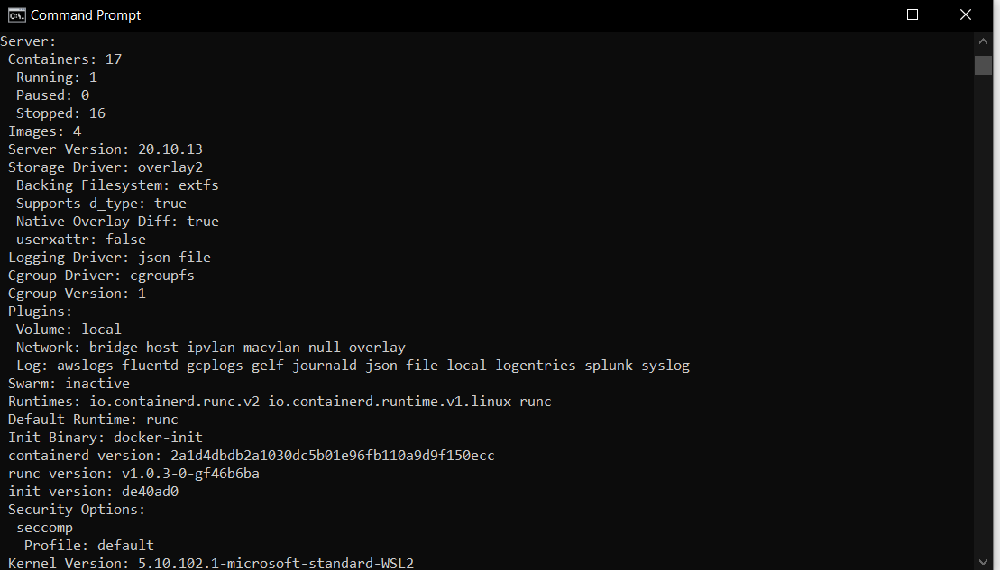 Command Prompt
Server:
 Containers: 17
  Running: 1
  Paused: 0
  Stopped: 16
 Images: 4
 Server Version: 20.10.13
 Storage Driver: overlay2
  Backing Filesystem: extfs
  Supports d_type: true
  Native Overlay Diff: true
  userxattr: false
 Logging Driver: json-file
 Cgroup Driver: cgroupfs
 Cgroup Version: 1
 Plugins:
  Volume: local
  Network: bridge host ipvlan macvlan null overlay
  Log: awslogs fluentd gcplogs gelf journald json-file local logentries splunk syslog
 Swarm: inactive
 Runtimes: io.containerd.runc.v2 io.containerd.runtime.v1.linux runc
 Default Runtime: runc
 Init Binary: docker-init
 containerd version: 2a1d4dbdb2a1030dc5b01e96fb110a9d9f150ecc
 runc version: v1.0.3-0-gf46b6ba
 init version: de40ad0
 Security Options:
  seccomp
   Profile: default
 Kernel Version: 5.10.102.1-microsoft-standard-WSL2